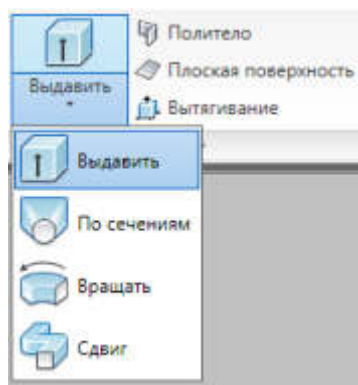 Политело
Плоская поверхность
Выдавить
Вытягивание
Выдавить
По сечениям
Вращать
Сдвиг